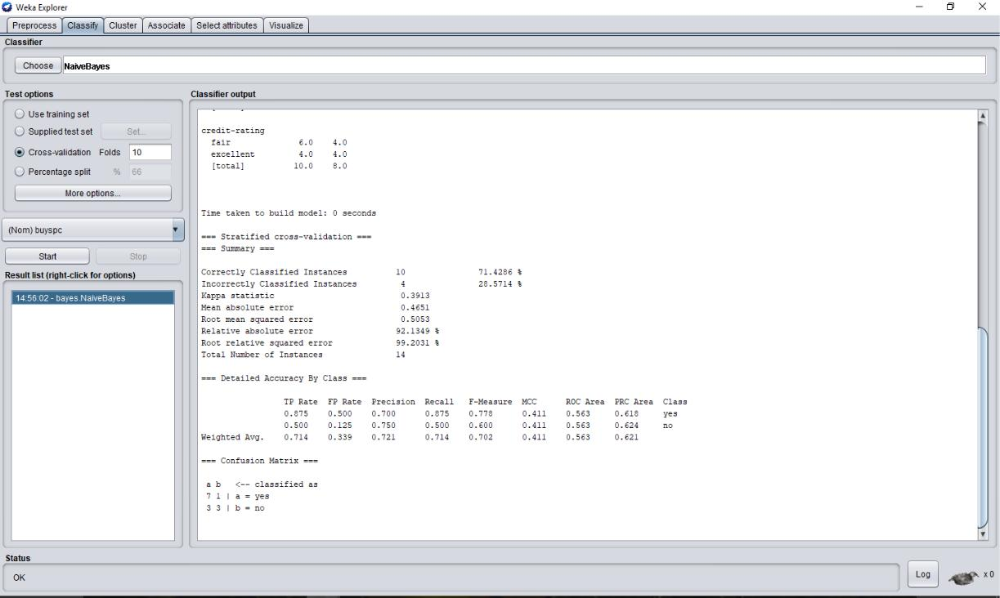 Weka Explorer
Preprocess Classify Cluster Associate Select attributes Visualize
Classifier
Choose NaiveBayes
Test options
Use training set
Supplied test set Set...
Cross-validation Folds 10
Percentage split % 66
More options...
(Nom) buyspc
Start Stop
Result list (right-click for options)
14:56:02 - bayes.NaiveBayes
Classifier output
credit-rating
fair 6.0 4.0
excellent 4.0 4.0
[total] 10.0 8.0
Time taken to build model: 0 seconds
=== Stratified cross-validation ===
=== Summary ===
Correctly Classified Instances 10 71.4286 %
Incorrectly Classified Instances 4 28.5714 %
Kappa statistic 0.3913
Mean absolute error 0.4651
Root mean squared error 0.5053
Relative absolute error 92.1349 %
Root relative squared error 99.2031 %
Total Number of Instances 14
=== Detailed Accuracy By Class ===
TP Rate FP Rate Precision Recall F-Measure MCC ROC Area PRC Area Class
0.875 0.500 0.700 0.875 0.778 0.411 0.563 0.618 yes
0.500 0.125 0.750 0.500 0.600 0.411 0.563 0.624 no
Weighted Avg. 0.714 0.339 0.721 0.714 0.702 0.411 0.563 0.621
=== Confusion Matrix ===
a b <-- classified as
7 1 | a = yes
3 3 | b = no
Status
OK
Log x 0